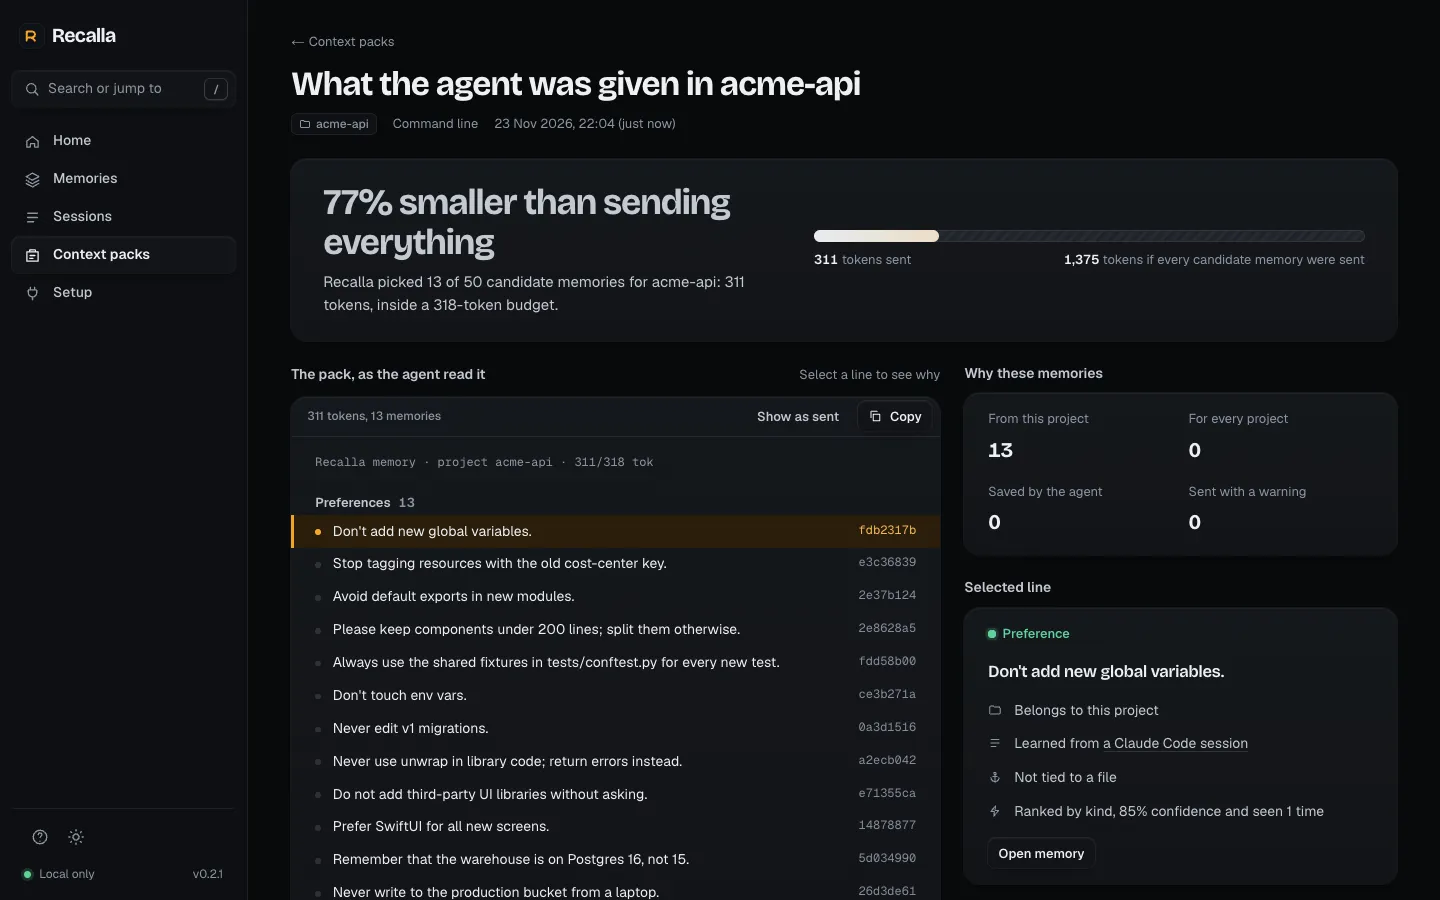 Recalla
Search or jump to /
Home
Memories
Sessions
Context packs
Setup
Local only v0.2.1
← Context packs
What the agent was given in acme-api
acme-api Command line 23 Nov 2026, 22:04 (just now)
77% smaller than sending
everything
Recalla picked 13 of 50 candidate memories for acme-api: 311
tokens, inside a 318-token budget.
311 tokens sent 1,375 tokens if every candidate memory were sent
The pack, as the agent read it Select a line to see why
311 tokens, 13 memories Show as sent Copy
Recalla memory · project acme-api · 311/318 tok
Preferences 13
Don't add new global variables. fdb2317b
Stop tagging resources with the old cost-center key. e3c36839
Avoid default exports in new modules. 2e37b124
Please keep components under 200 lines; split them otherwise. 2e8628a5
Always use the shared fixtures in tests/conftest.py for every new test. fdd58b00
Don't touch env vars. ce3b271a
Never edit v1 migrations. 0a3d1516
Never use unwrap in library code; return errors instead. a2ecb042
Do not add third-party UI libraries without asking. e71355ca
Prefer SwiftUI for all new screens. 14878877
Remember that the warehouse is on Postgres 16, not 15. 5d034990
Never write to the production bucket from a laptop. 26d3de61
Why these memories
From this project For every project
13 0
Saved by the agent Sent with a warning
0 0
Selected line
Preference
Don't add new global variables.
Belongs to this project
Learned from a Claude Code session
Not tied to a file
Ranked by kind, 85% confidence and seen 1 time
Open memory